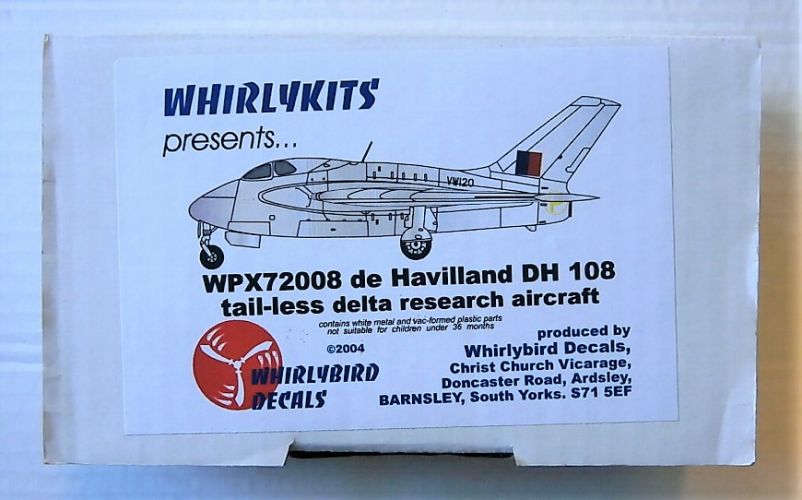 WHIRLYKITS
presents...
VW120
WPX72008 de Havilland DH 108
tail-less delta research aircraft
contains white metal and vac-formed plastic parts
not suitable for children under 36 months
©2004
WHIRLYBIRD
DECALS
produced by
Whirlybird Decals,
Christ Church Vicarage,
Doncaster Road, Ardsley,
BARNSLEY, South Yorks. S71 5EF